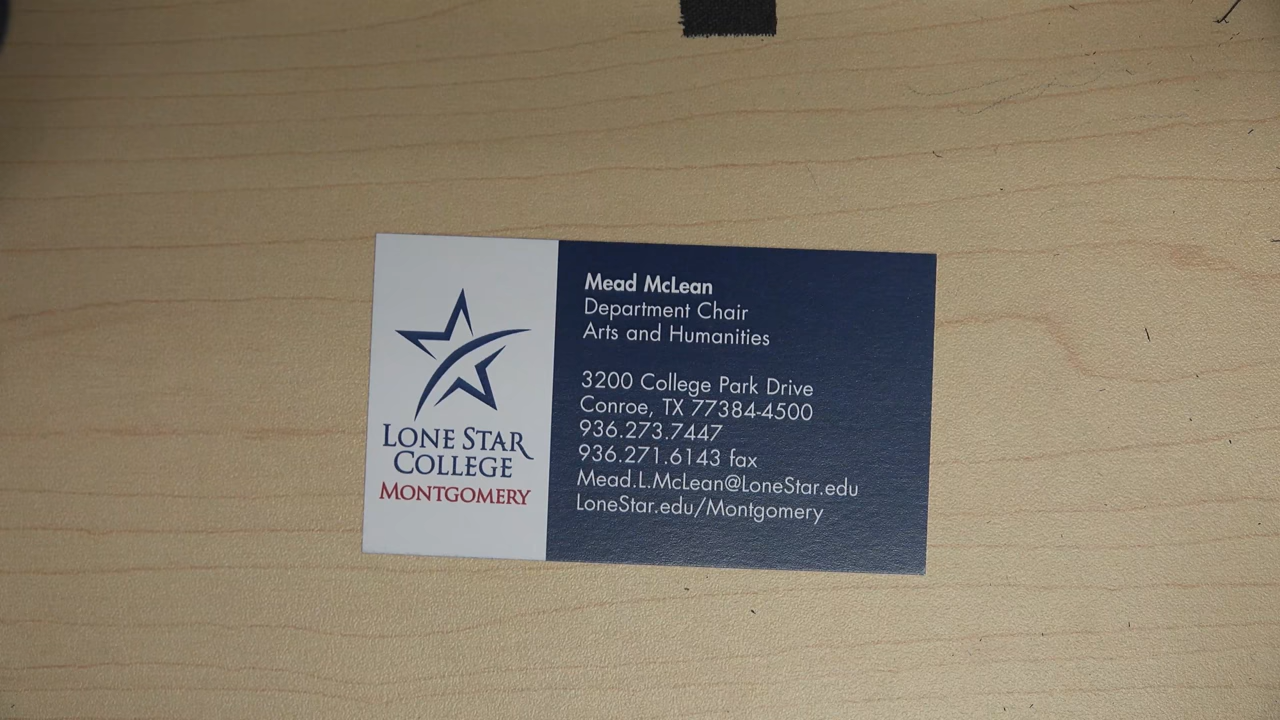 LONE STAR
COLLEGE
MONTGOMERY
Mead McLean
Department Chair
Arts and Humanities
3200 College Park Drive
Conroe, TX 77384-4500
936.273.7447
936.271.6143 fax
Mead.L.McLean@LoneStar.edu
LoneStar.edu/Montgomery